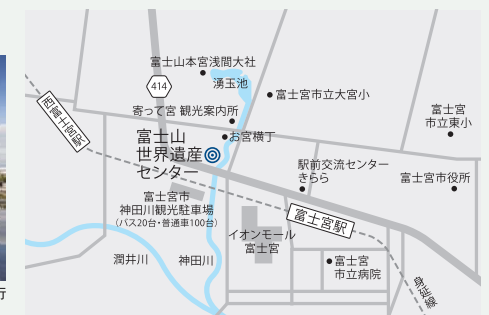 富士山本宮浅間大社
414
湧玉池
富士宮市立大宮小
寄って宮 観光案内所
富士宮
市立東小
西富士宮駅
お宮横丁
富士山
世界遺産
センター
駅前交流センター
きらら
富士宮市役所
富士宮市
神田川観光駐車場
(バス20台・普通車100台)
富士宮駅
イオンモール
富士宮
潤井川
神田川
富士宮
市立病院
身延線
行